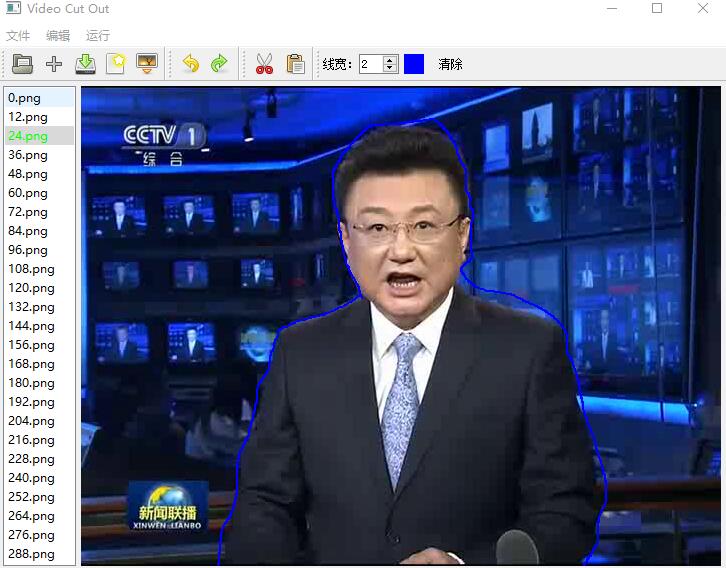 Video Cut Out
文件 编辑 运行
线宽: 2 清除
0.png
12.png
24.png
36.png
48.png
60.png
72.png
84.png
96.png
108.png
120.png
132.png
144.png
156.png
168.png
180.png
192.png
204.png
216.png
228.png
240.png
252.png
264.png
276.png
288.png
CCTV 1
综合
新闻联播
XINWEN LIANBO